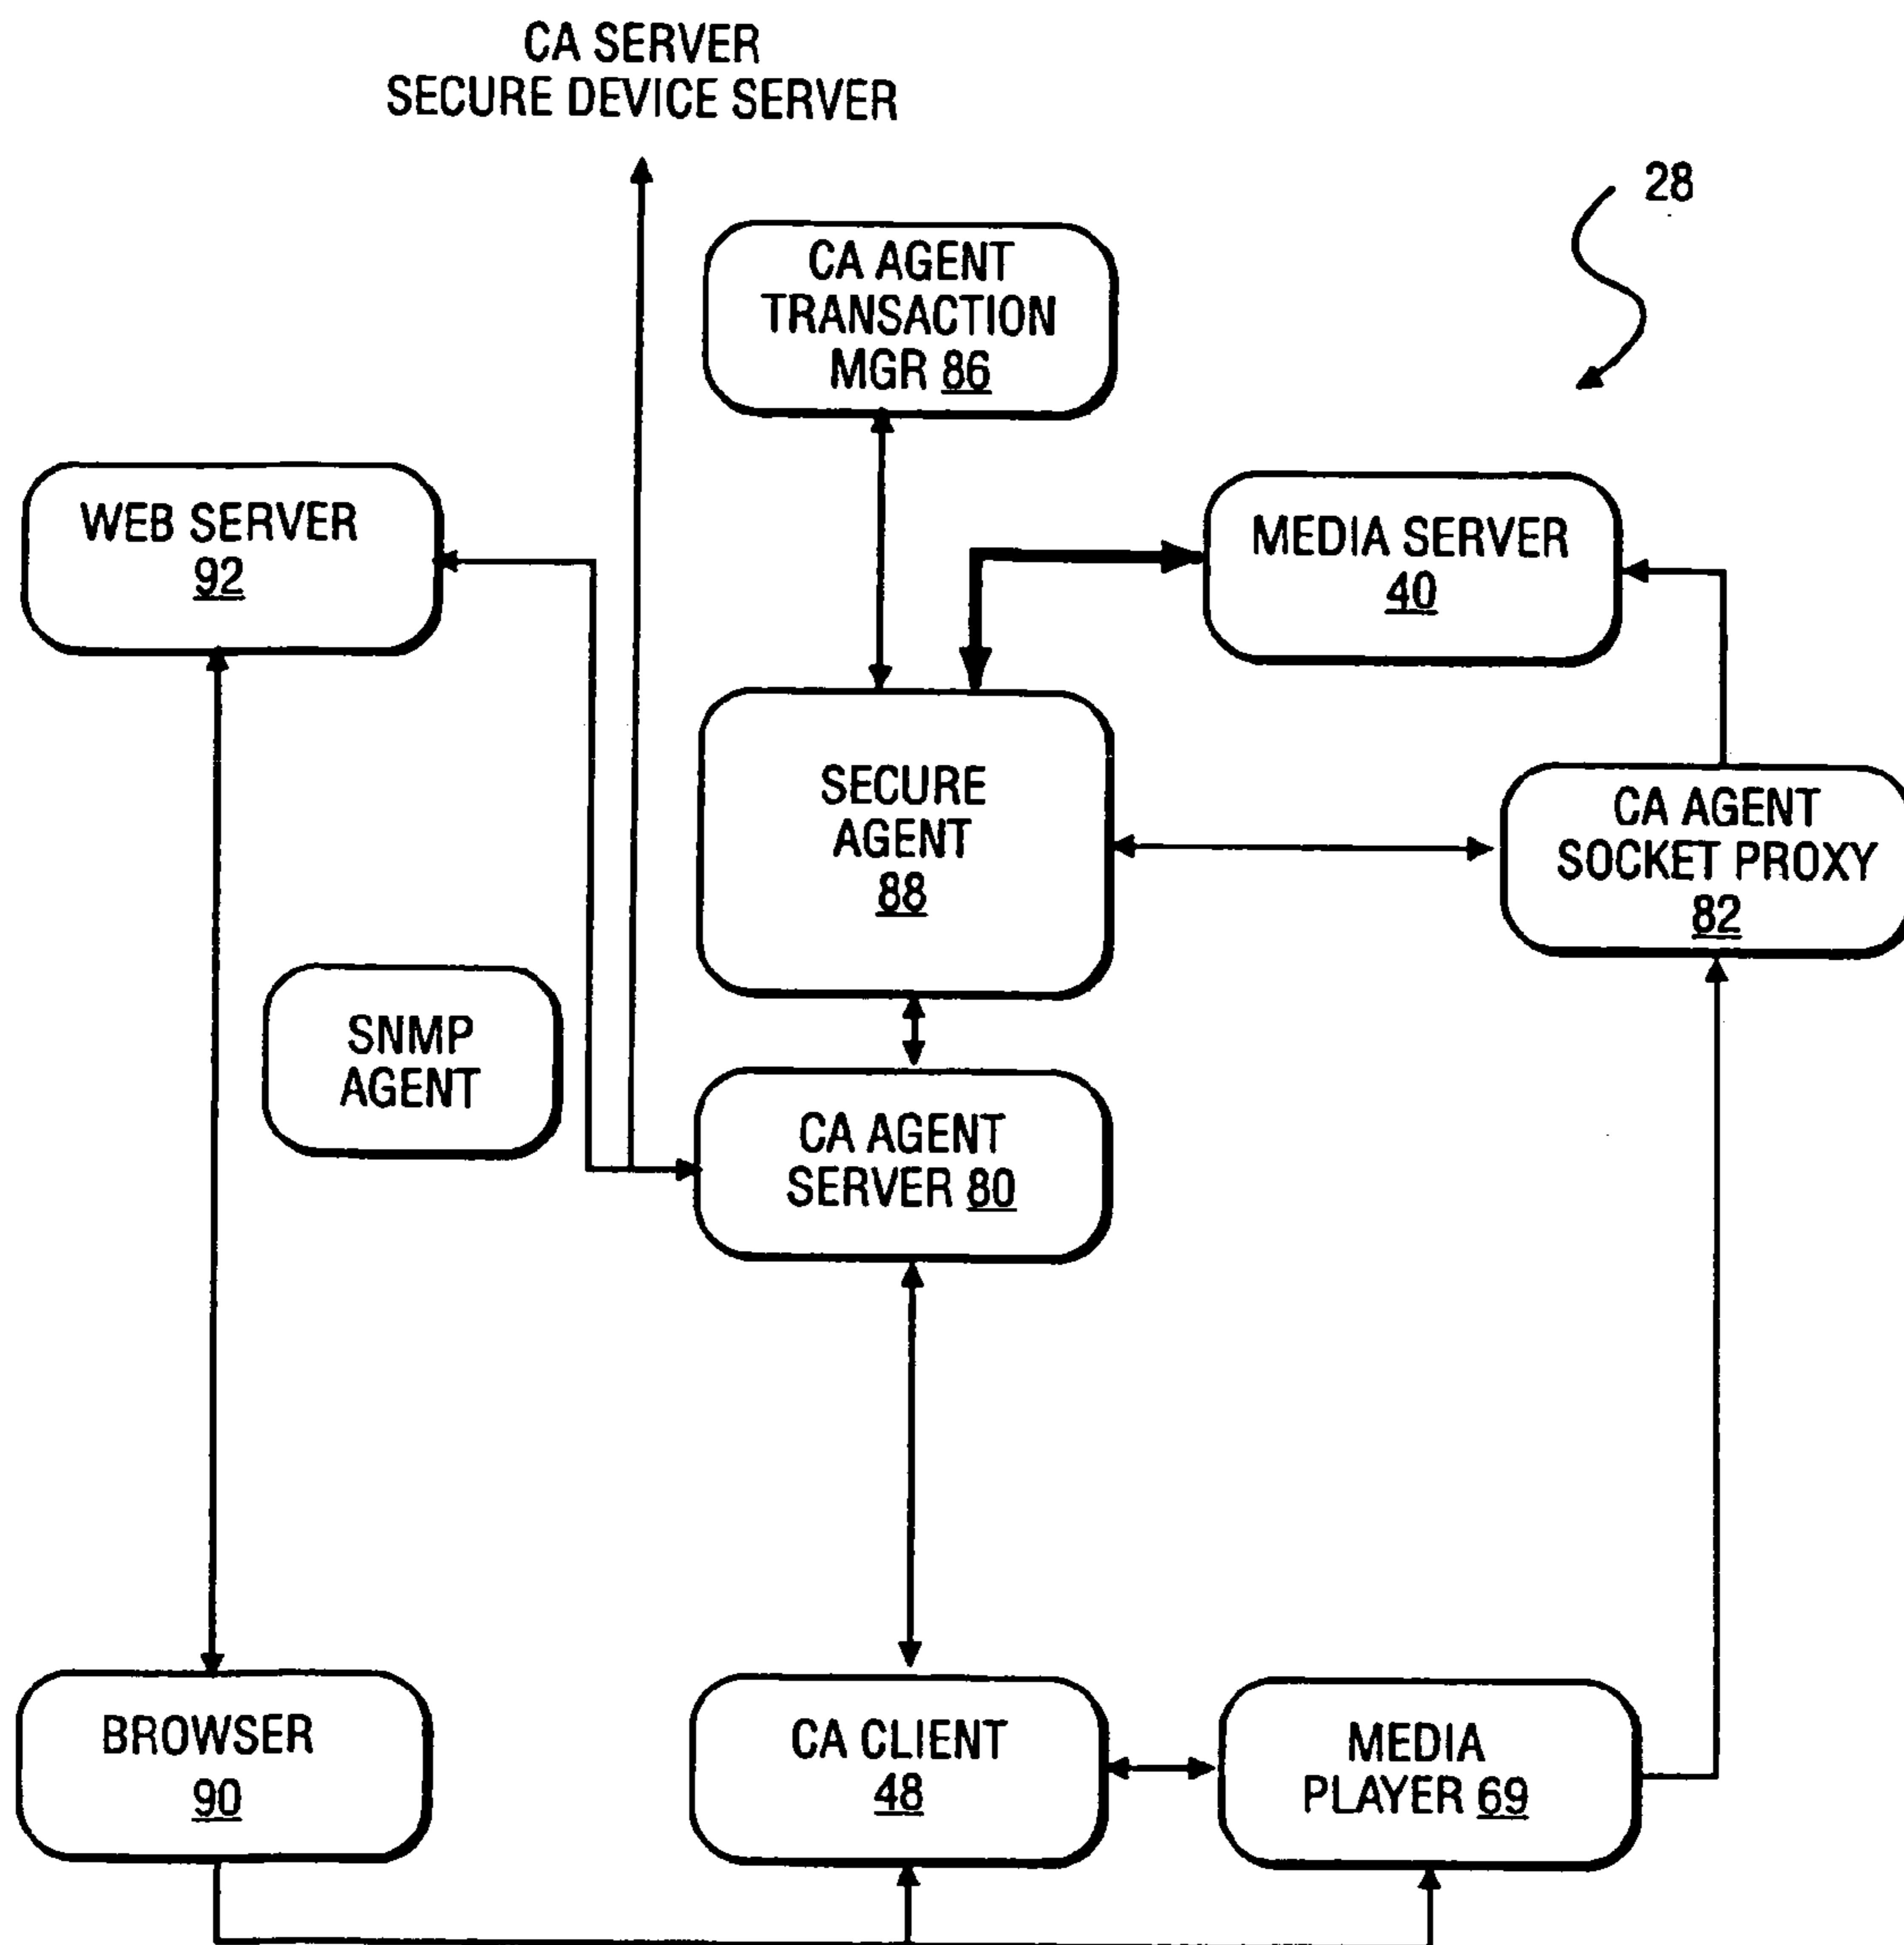 CA SERVER
SECURE DEVICE SERVER
28
CA AGENT
TRANSACTION
MGR 86
WEB SERVER
92
MEDIA SERVER
40
SECURE
AGENT
88
CA AGENT
SOCKET PROXY
82
SNMP
AGENT
CA AGENT
SERVER 80
BROWSER
90
CA CLIENT
48
MEDIA
PLAYER 69